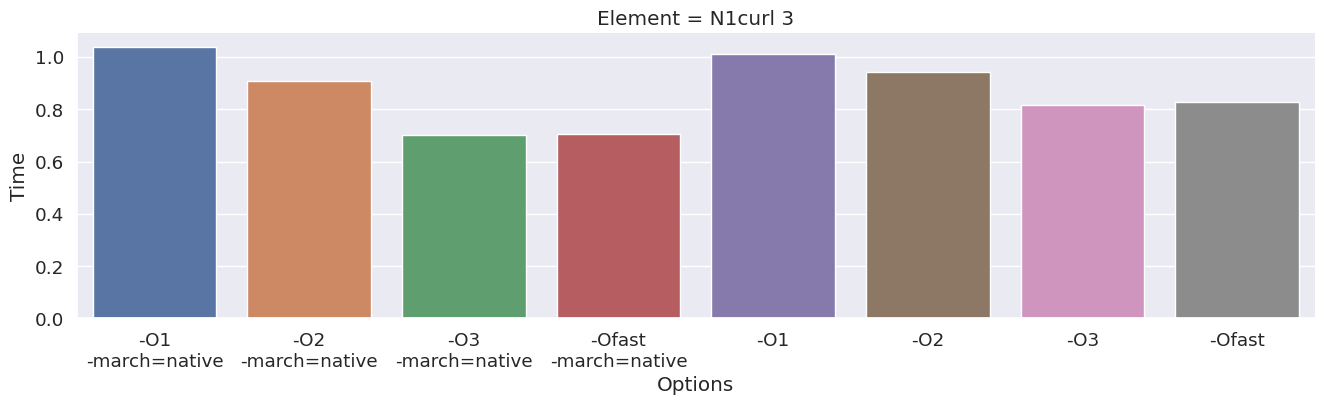 Element = N1curl 3
Time
1.0
0.8
0.6
0.4
0.2
0.0
-O1 -O2 -O3 -Ofast -O1 -O2 -O3 -Ofast
-march=native -march=native -march=native -march=native
Options